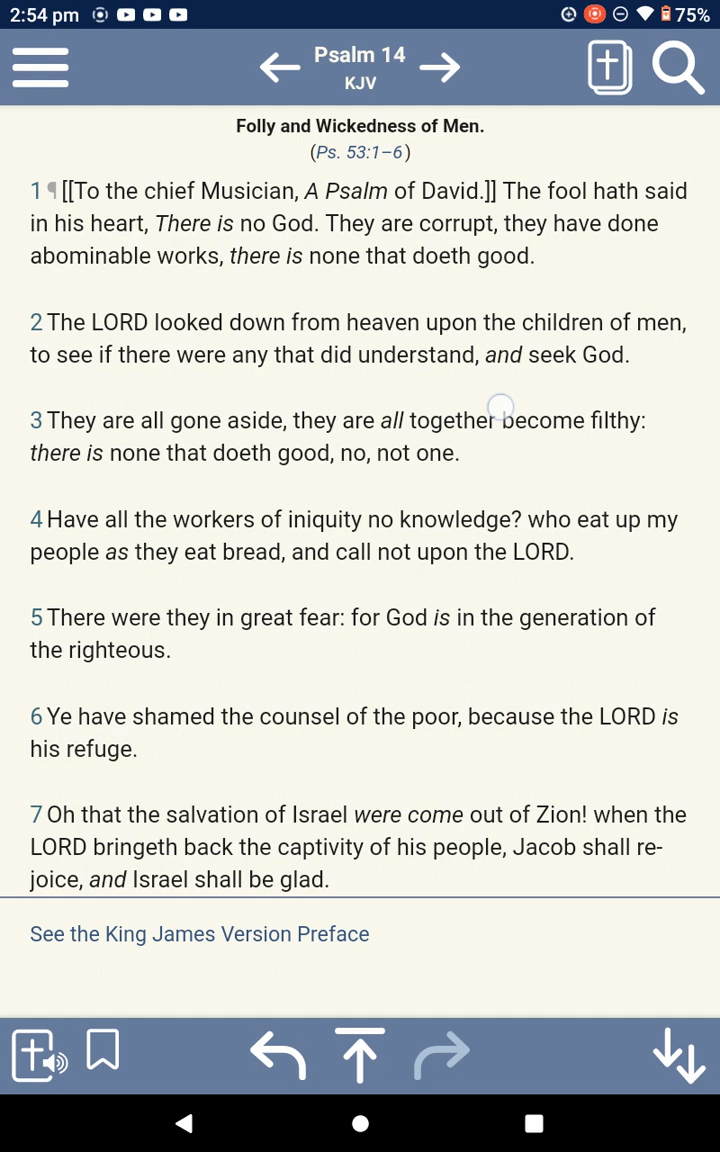 2:54 pm
75%
Psalm 14
KJV
Folly and Wickedness of Men.
(Ps. 53:1–6)
1 ¶ [[To the chief Musician, A Psalm of David.]] The fool hath said
in his heart, There is no God. They are corrupt, they have done
abominable works, there is none that doeth good.
2 The LORD looked down from heaven upon the children of men,
to see if there were any that did understand, and seek God.
3 They are all gone aside, they are all together become filthy:
there is none that doeth good, no, not one.
4 Have all the workers of iniquity no knowledge? who eat up my
people as they eat bread, and call not upon the LORD.
5 There were they in great fear: for God is in the generation of
the righteous.
6 Ye have shamed the counsel of the poor, because the LORD is
his refuge.
7 Oh that the salvation of Israel were come out of Zion! when the
LORD bringeth back the captivity of his people, Jacob shall re-
joice, and Israel shall be glad.
See the King James Version Preface